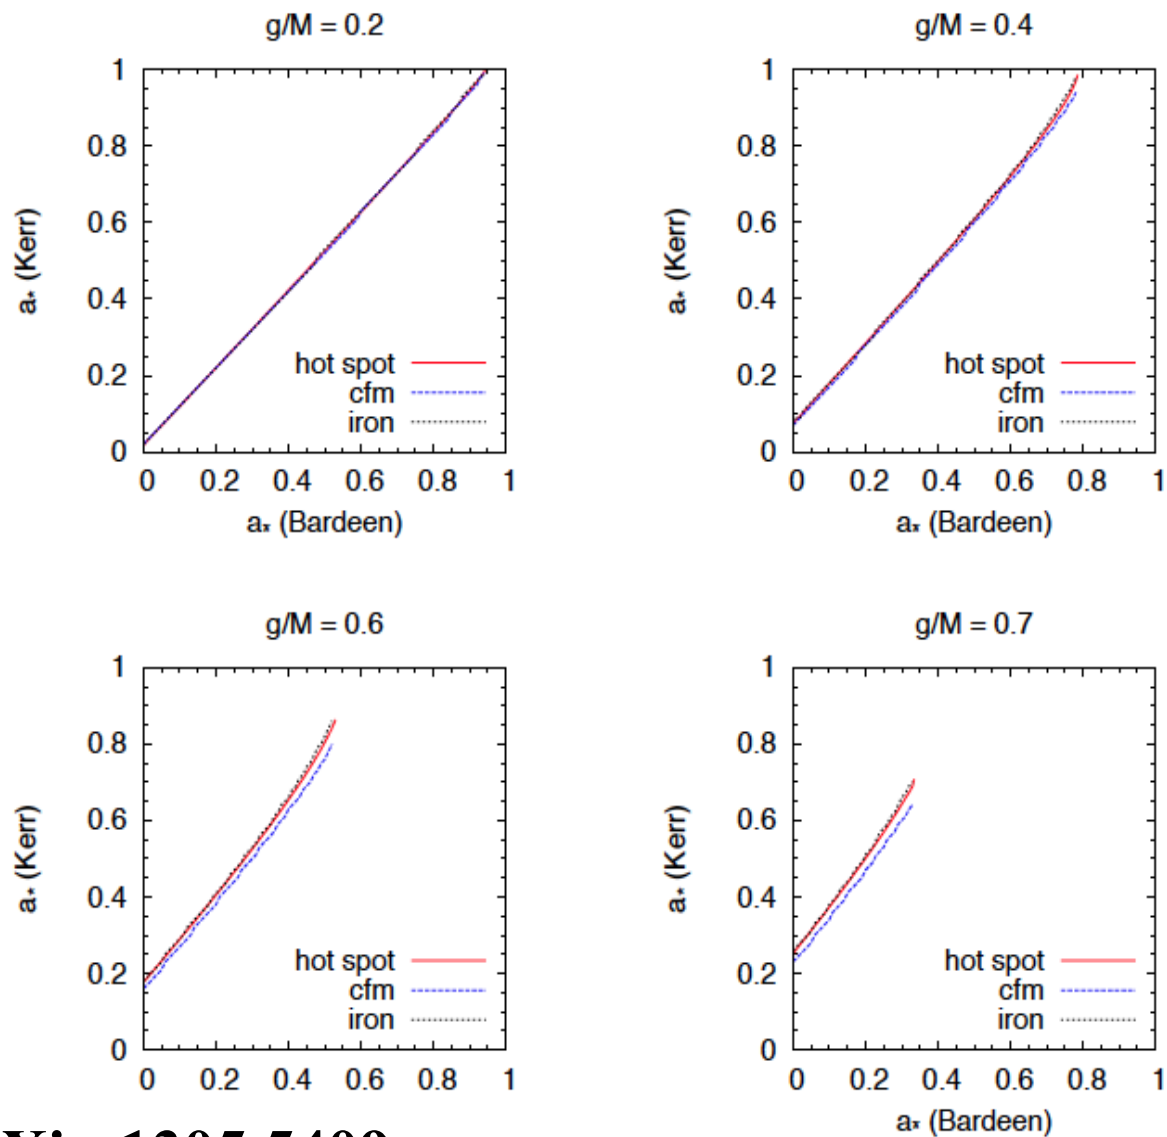 g/M = 0.2
1
0.8
0.6
0.4
0.2
0
a* (Kerr)
hot spot
cfm
iron
0 0.2 0.4 0.6 0.8 1
a* (Bardeen)
g/M = 0.4
1
0.8
0.6
0.4
0.2
0
a* (Kerr)
hot spot
cfm
iron
0 0.2 0.4 0.6 0.8 1
a* (Bardeen)
g/M = 0.6
1
0.8
0.6
0.4
0.2
0
a* (Kerr)
hot spot
cfm
iron
0 0.2 0.4 0.6 0.8 1
g/M = 0.7
1
0.8
0.6
0.4
0.2
0
a* (Kerr)
hot spot
cfm
iron
0 0.2 0.4 0.6 0.8 1
a* (Bardeen)